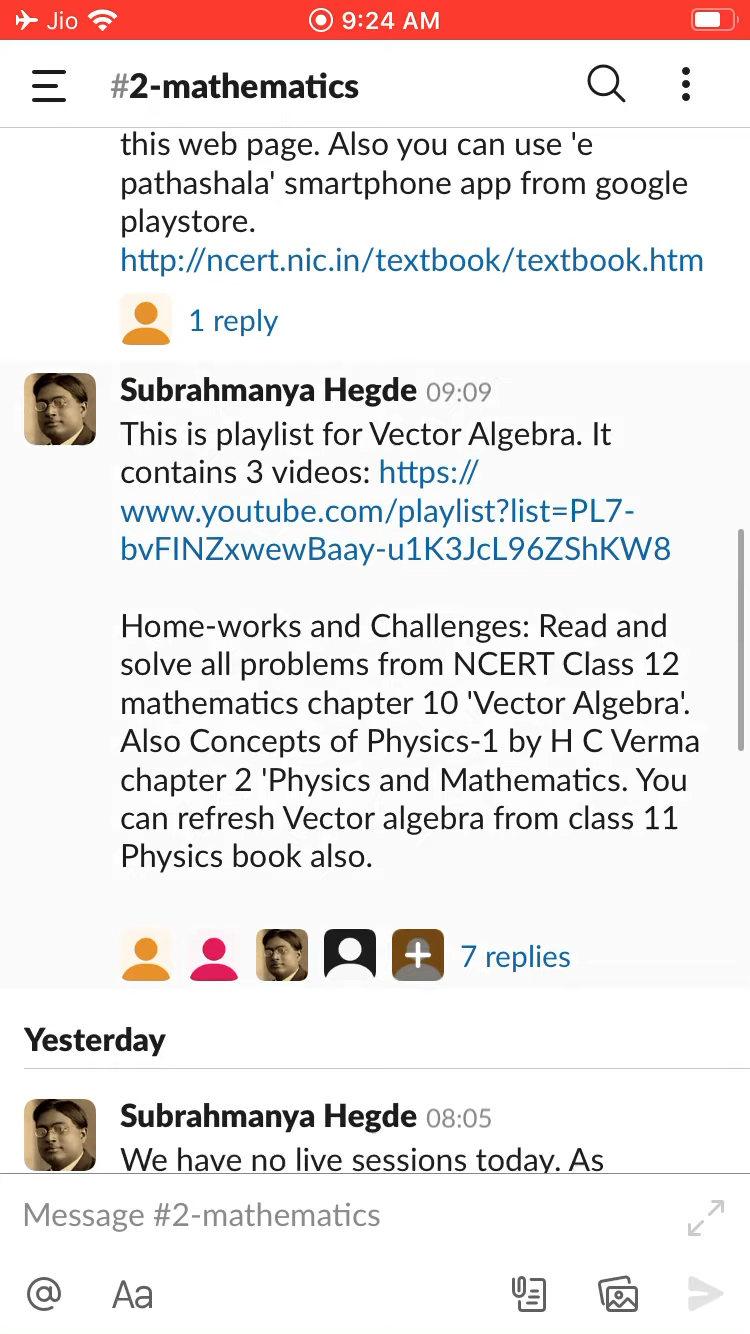 Jio 9:24 AM
#2-mathematics
this web page. Also you can use 'e
pathashala' smartphone app from google
playstore.
http://ncert.nic.in/textbook/textbook.htm
1 reply
Subrahmanya Hegde 09:09
This is playlist for Vector Algebra. It
contains 3 videos: https://
www.youtube.com/playlist?list=PL7-
bvFINZxwewBaay-u1K3JcL96ZShKW8
Home-works and Challenges: Read and
solve all problems from NCERT Class 12
mathematics chapter 10 'Vector Algebra'.
Also Concepts of Physics-1 by H C Verma
chapter 2 'Physics and Mathematics. You
can refresh Vector algebra from class 11
Physics book also.
7 replies
Yesterday
Subrahmanya Hegde 08:05
We have no live sessions today. As
Message #2-mathematics
@ Aa